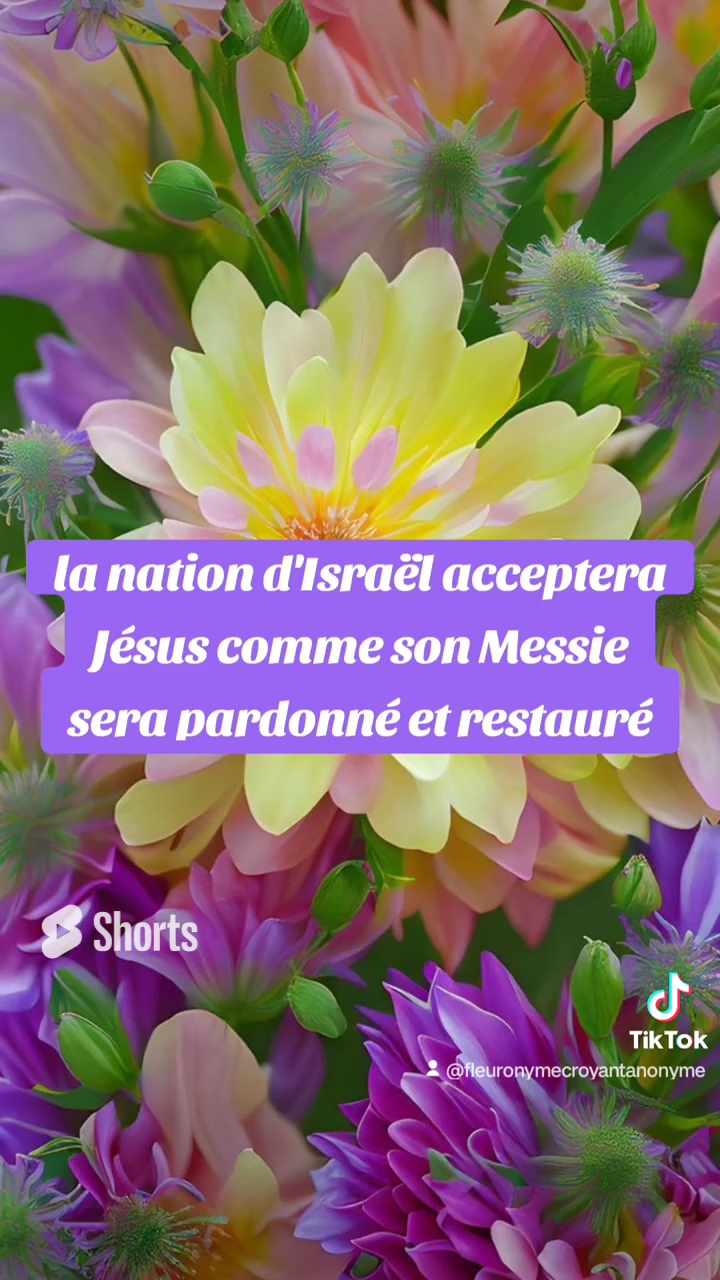 la nation d'Israël acceptera
Jésus comme son Messie
sera pardonné et restauré
Shorts
TikTok
@fleuronymecroyantanonyme